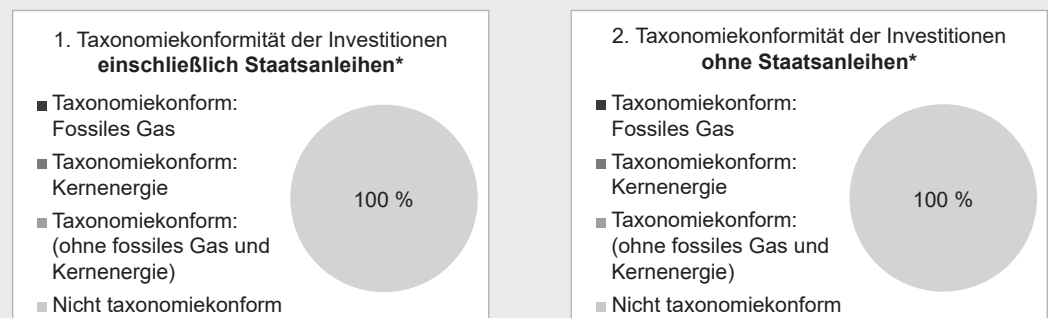 1. Taxonomiekonformität der Investitionen
einschließlich Staatsanleihen*
Taxonomiekonform:
Fossiles Gas
Taxonomiekonform:
Kernenergie
Taxonomiekonform:
(ohne fossiles Gas und
Kernenergie)
Nicht taxonomiekonform
100 %
2. Taxonomiekonformität der Investitionen
ohne Staatsanleihen*
Taxonomiekonform:
Fossiles Gas
Taxonomiekonform:
Kernenergie
Taxonomiekonform:
(ohne fossiles Gas und
Kernenergie)
Nicht taxonomiekonform
100 %